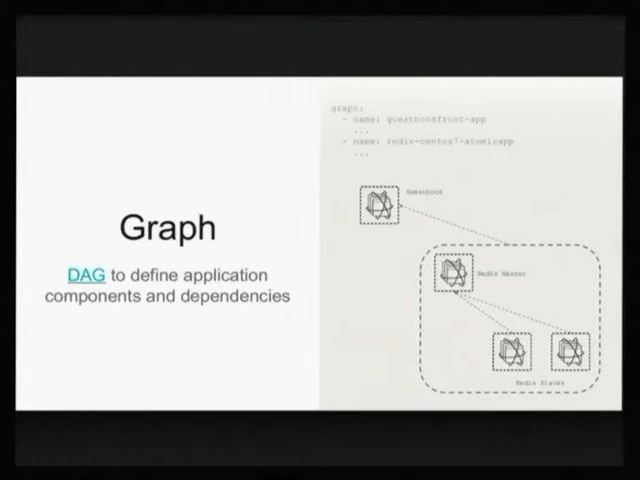 Graph
DAG to define application
components and dependencies
graph:
- name: guestbookfront-app
...
- name: redis-centos7-atomicapp
...
Guestbook
Redis Master
Redis Slaves